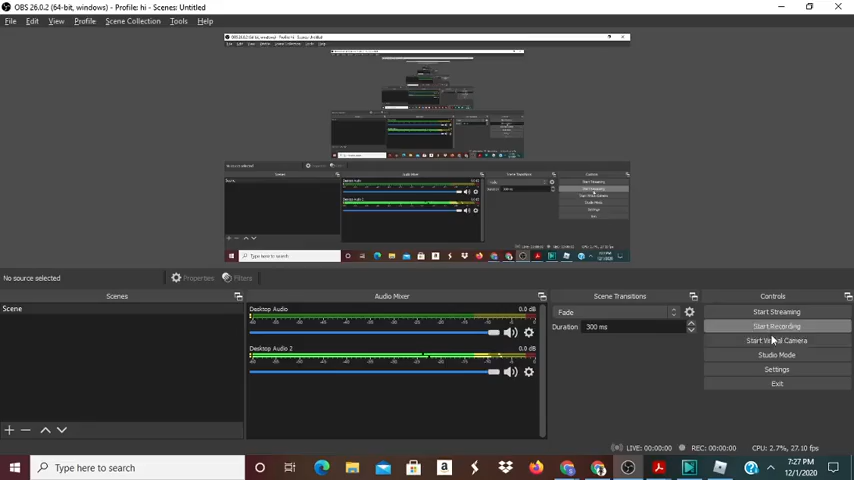 OBS 26.0.2 (64-bit, windows) - Profile: hi - Scenes: Untitled
File Edit View Profile Scene Collection Tools Help
No source selected Properties Filters
Scenes Audio Mixer Scene Transitions Controls
Scene
Desktop Audio 0.0 dB
Desktop Audio 2 0.0 dB
Fade
Duration 300 ms
Start Streaming
Start Recording
Start Virtual Camera
Studio Mode
Settings
Exit
LIVE: 00:00:00 REC: 00:00:00 CPU: 2.7%, 27.10 fps
Type here to search
7:27 PM
12/1/2020